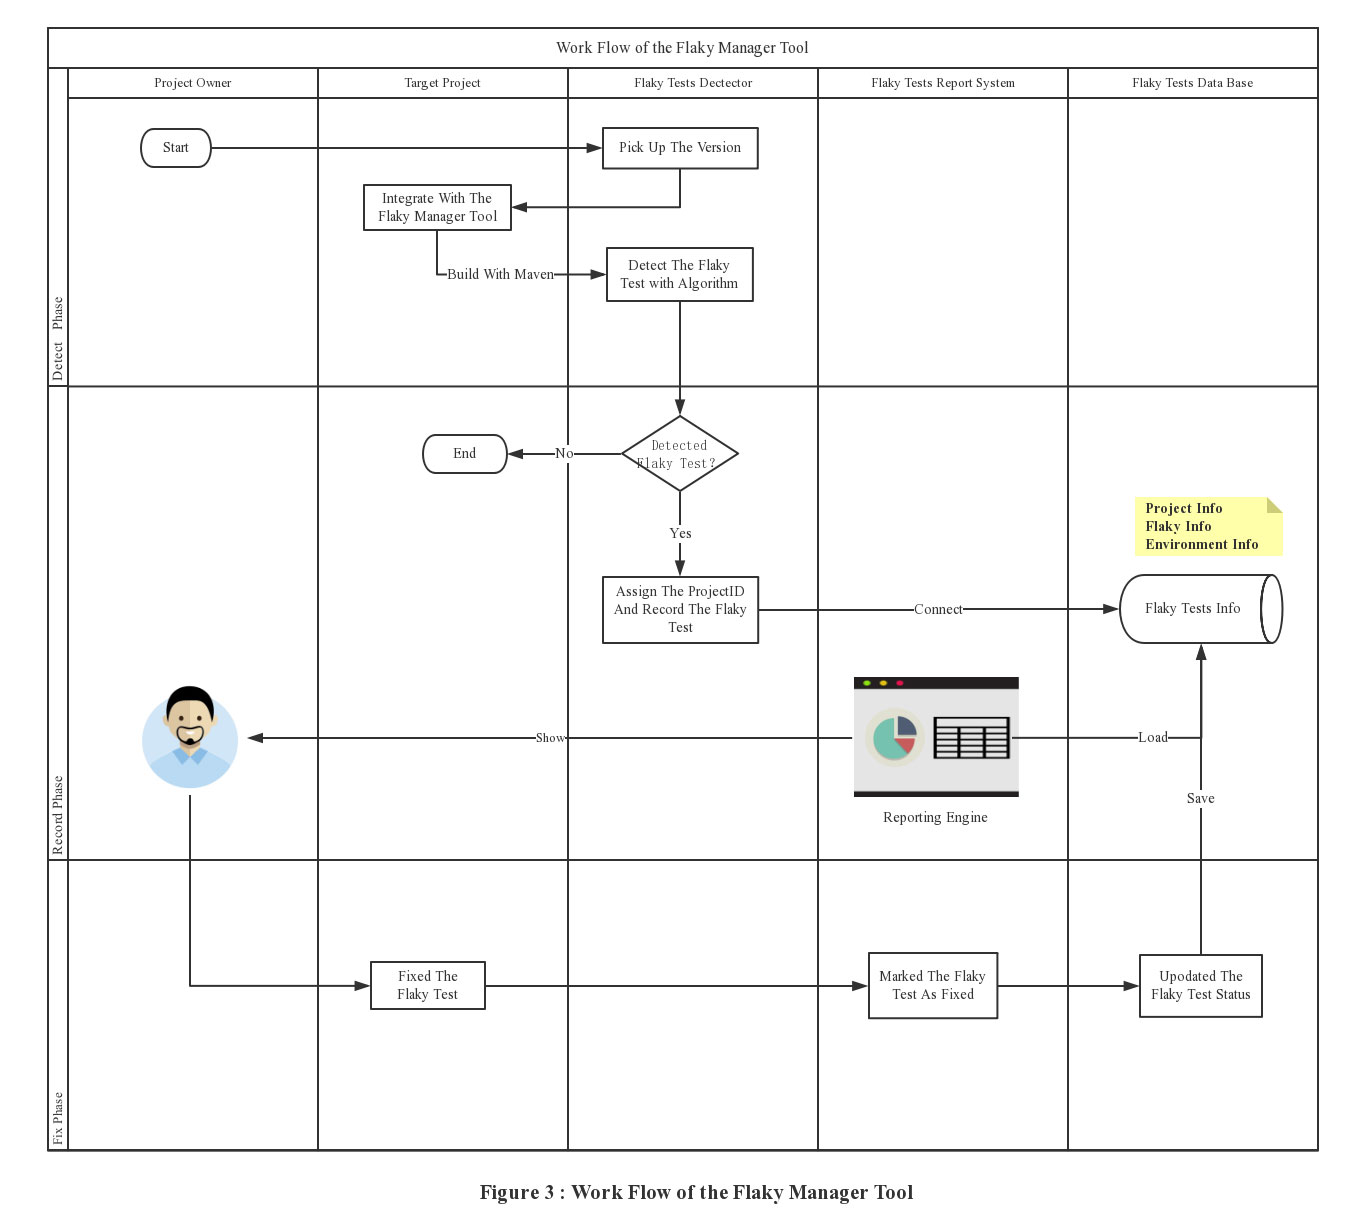 Work Flow of the Flaky Manager Tool
Project Owner
Target Project
Flaky Tests Dectector
Flaky Tests Report System
Flaky Tests Data Base
Detect Phase
Start
Pick Up The Version
Integrate With The
Flaky Manager Tool
Build With Maven
Detect The Flaky
Test with Algorithm
Record Phase
Detected
Flaky Test?
No
End
Yes
Project Info
Flaky Info
Environment Info
Assign The ProjectID
And Record The Flaky
Test
Connect
Flaky Tests Info
Show
Load
Reporting Engine
Save
Fix Phase
Fixed The
Flaky Test
Marked The Flaky
Test As Fixed
Upodated The
Flaky Test Status
Figure 3 : Work Flow of the Flaky Manager Tool